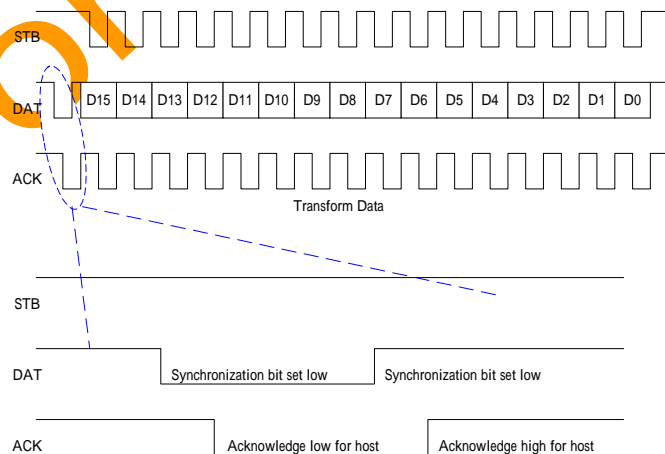 STB
DAT D15 D14 D13 D12 D11 D10 D9 D8 D7 D6 D5 D4 D3 D2 D1 D0
ACK
Transform Data
STB
DAT Synchronization bit set low Synchronization bit set low
ACK Acknowledge low for host Acknowledge high for host